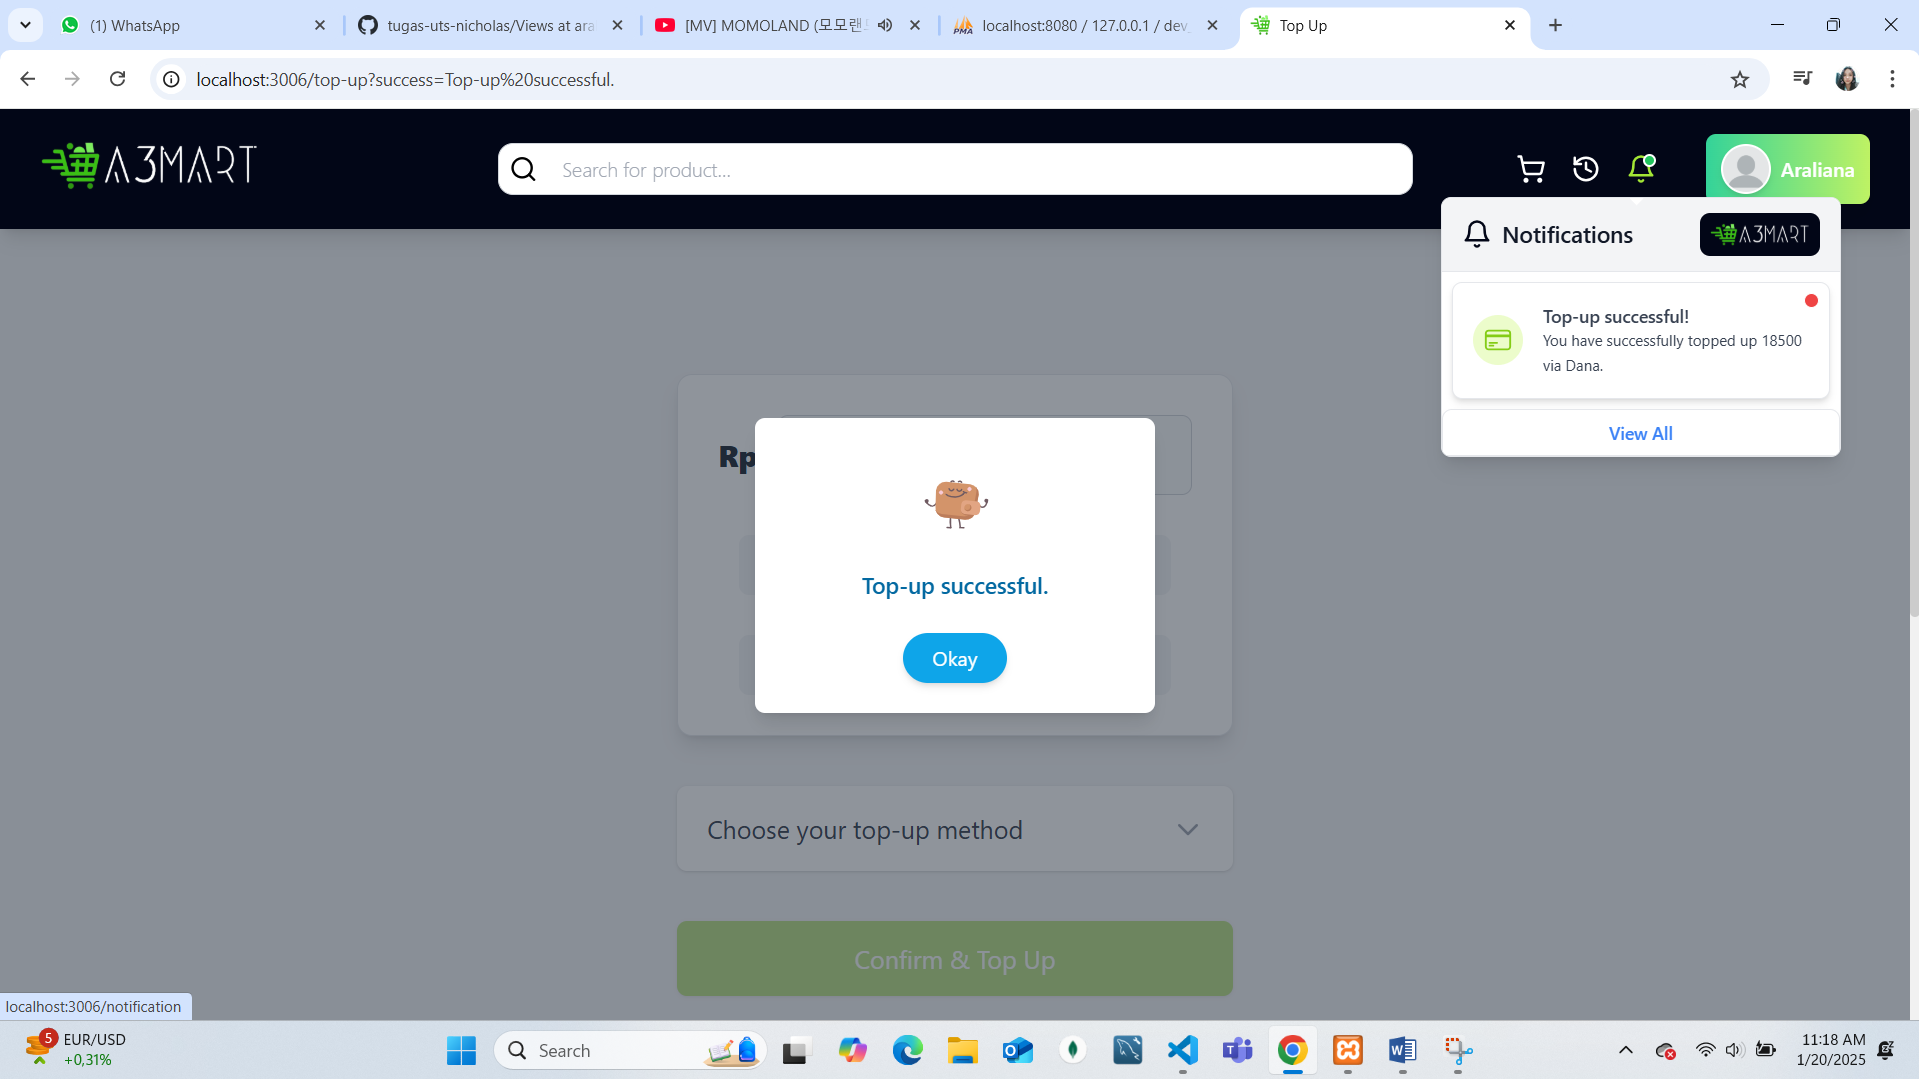 (1) WhatsApp
tugas-uts-nicholas/Views at ara
[MV] MOMOLAND (모모랜드
localhost:8080 / 127.0.0.1 / dev_
Top Up
localhost:3006/top-up?success=Top-up%20successful.
A3MART
Search for product...
Araliana
Notifications
A3MART
Top-up successful!
You have successfully topped up 18500
via Dana.
View All
Rp
Top-up successful.
Okay
Choose your top-up method
Confirm & Top Up
localhost:3006/notification
5
EUR/USD
+0,31%
Search
11:18 AM
1/20/2025